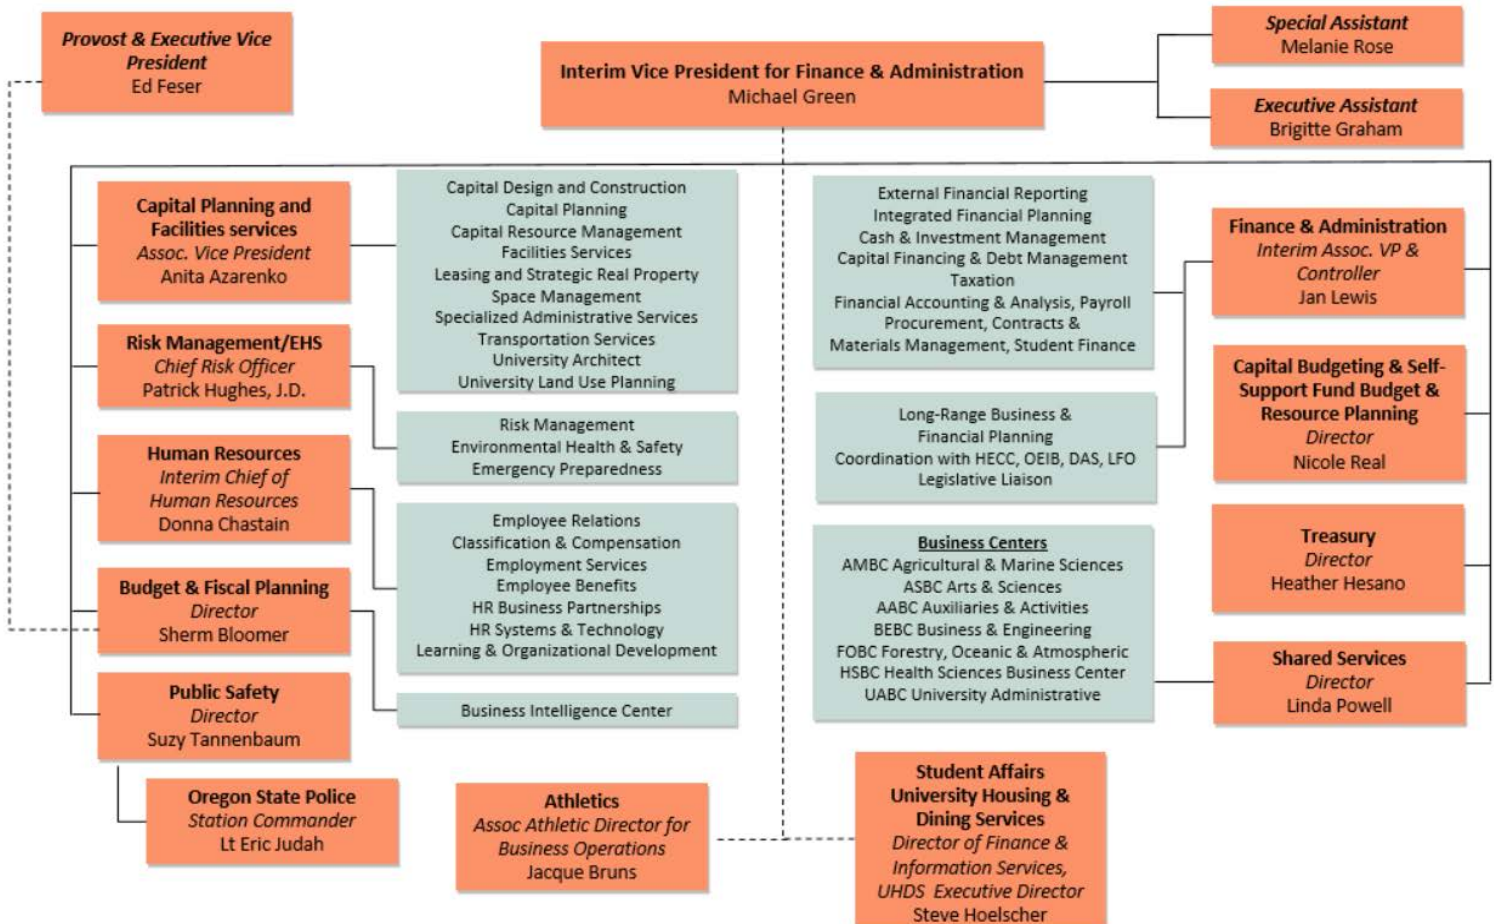 Provost & Executive Vice
President
Ed Feser
Interim Vice President for Finance & Administration
Michael Green
Special Assistant
Melanie Rose
Executive Assistant
Brigitte Graham
Capital Planning and
Facilities services
Assoc. Vice President
Anita Azarenko
Capital Design and Construction
Capital Planning
Capital Resource Management
Facilities Services
Leasing and Strategic Real Property
Space Management
Specialized Administrative Services
Transportation Services
University Architect
University Land Use Planning
External Financial Reporting
Integrated Financial Planning
Cash & Investment Management
Capital Financing & Debt Management
Taxation
Financial Accounting & Analysis, Payroll
Procurement, Contracts &
Materials Management, Student Finance
Finance & Administration
Interim Assoc. VP &
Controller
Jan Lewis
Risk Management/EHS
Chief Risk Officer
Patrick Hughes, J.D.
Risk Management
Environmental Health & Safety
Emergency Preparedness
Long-Range Business &
Financial Planning
Coordination with HECC, OEIB, DAS, LFO
Legislative Liaison
Capital Budgeting & Self-
Support Fund Budget &
Resource Planning
Director
Nicole Real
Human Resources
Interim Chief of
Human Resources
Donna Chastain
Employee Relations
Classification & Compensation
Employment Services
Employee Benefits
HR Business Partnerships
HR Systems & Technology
Learning & Organizational Development
Business Centers
AMBC Agricultural & Marine Sciences
ASBC Arts & Sciences
AABC Auxiliaries & Activities
BEBC Business & Engineering
FOBC Forestry, Oceanic & Atmospheric
HSBC Health Sciences Business Center
UABC University Administrative
Treasury
Director
Heather Hesano
Budget & Fiscal Planning
Director
Sherm Bloomer
Business Intelligence Center
Shared Services
Director
Linda Powell
Public Safety
Director
Suzy Tannenbaum
Oregon State Police
Station Commander
Lt Eric Judah
Athletics
Assoc Athletic Director for
Business Operations
Jacque Bruns
Student Affairs
University Housing &
Dining Services
Director of Finance &
Information Services,
UHDS Executive Director
Steve Hoelscher